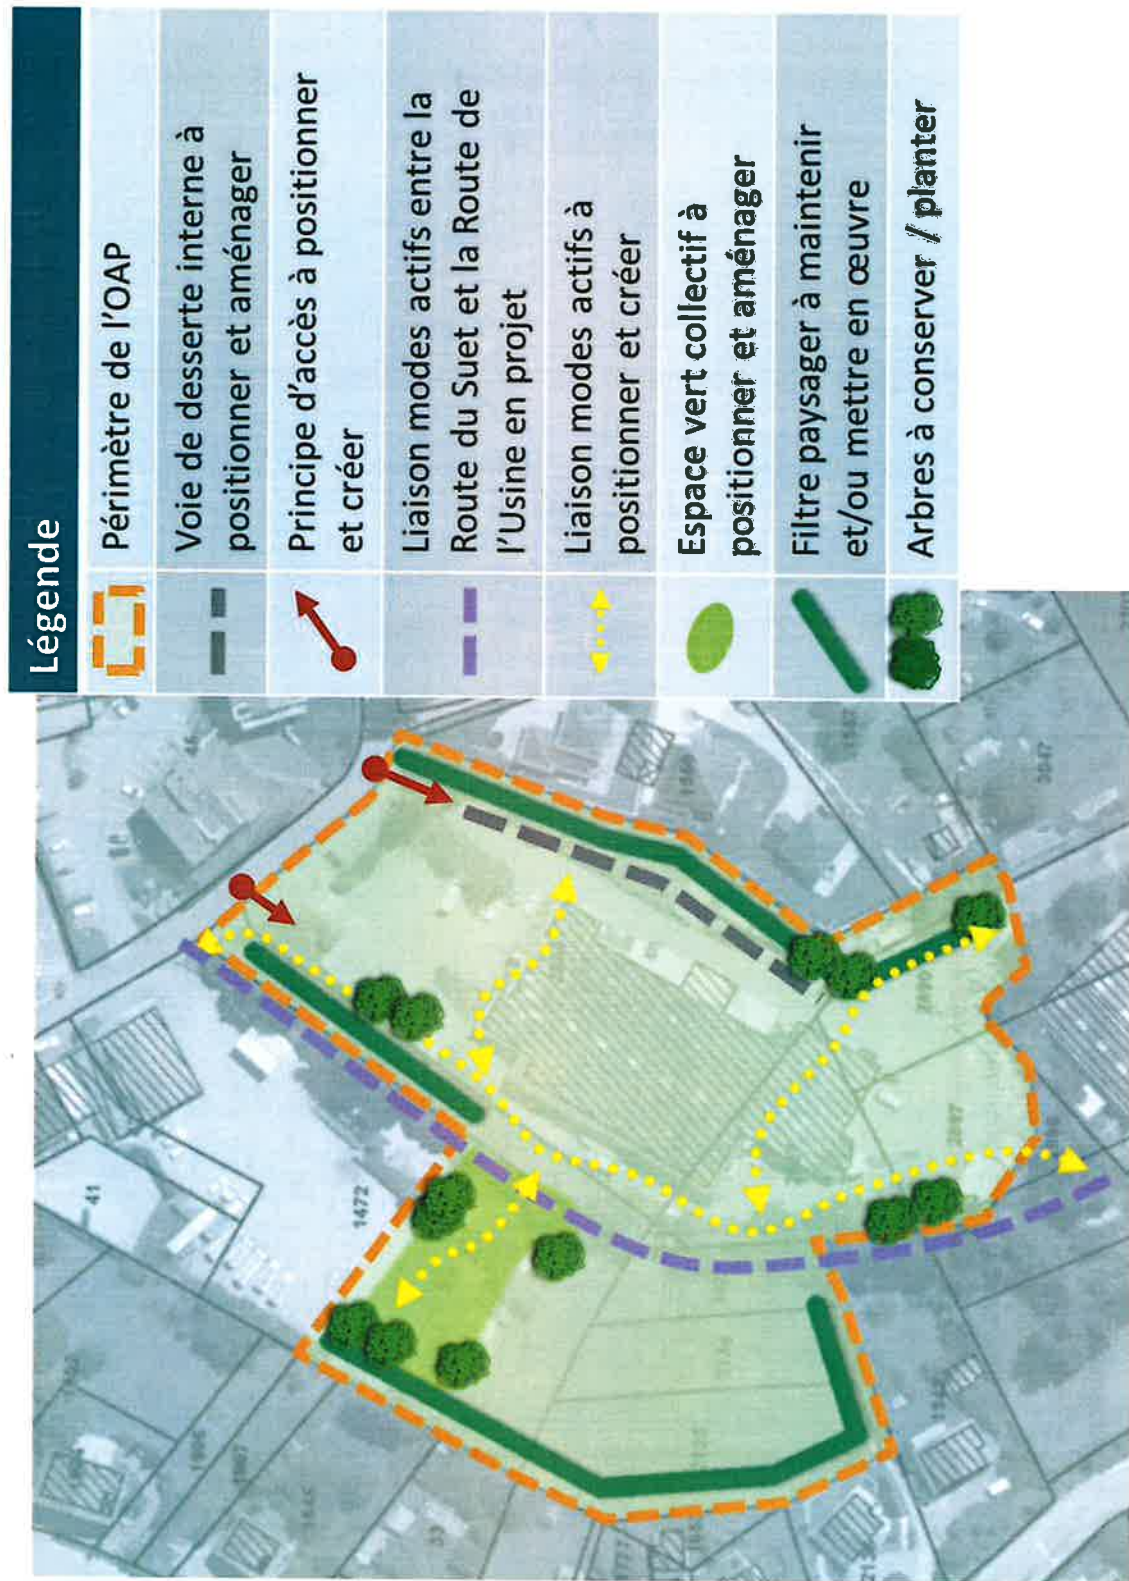 Légende
Périmètre de l'OAP
Voie de desserte interne à
positionner et aménager
Principe d'accès à positionner
et créer
Liaison modes actifs entre la
Route du Suet et la Route de
l'Usine en projet
Liaison modes actifs à
positionner et créer
Espace vert collectif à
positionner et aménager
Filtre paysager à maintenir
et/ou mettre en œuvre
Arbres à conserver / planter
41
1472